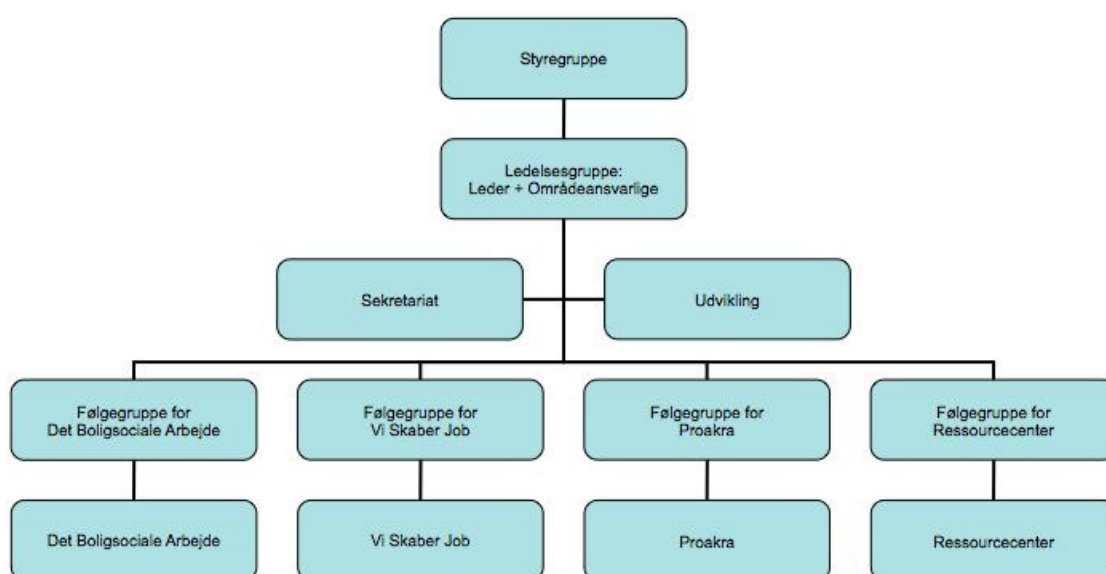 Styregruppe
Ledelsesgruppe:
Leder + Områdeansvarlige
Sekretariat
Udvikling
Følgegruppe for
Det Boligsociale Arbejde
Følgegruppe for
Vi Skaber Job
Følgegruppe for
Proakra
Følgegruppe for
Ressourcecenter
Det Boligsociale Arbejde
Vi Skaber Job
Proakra
Ressourcecenter